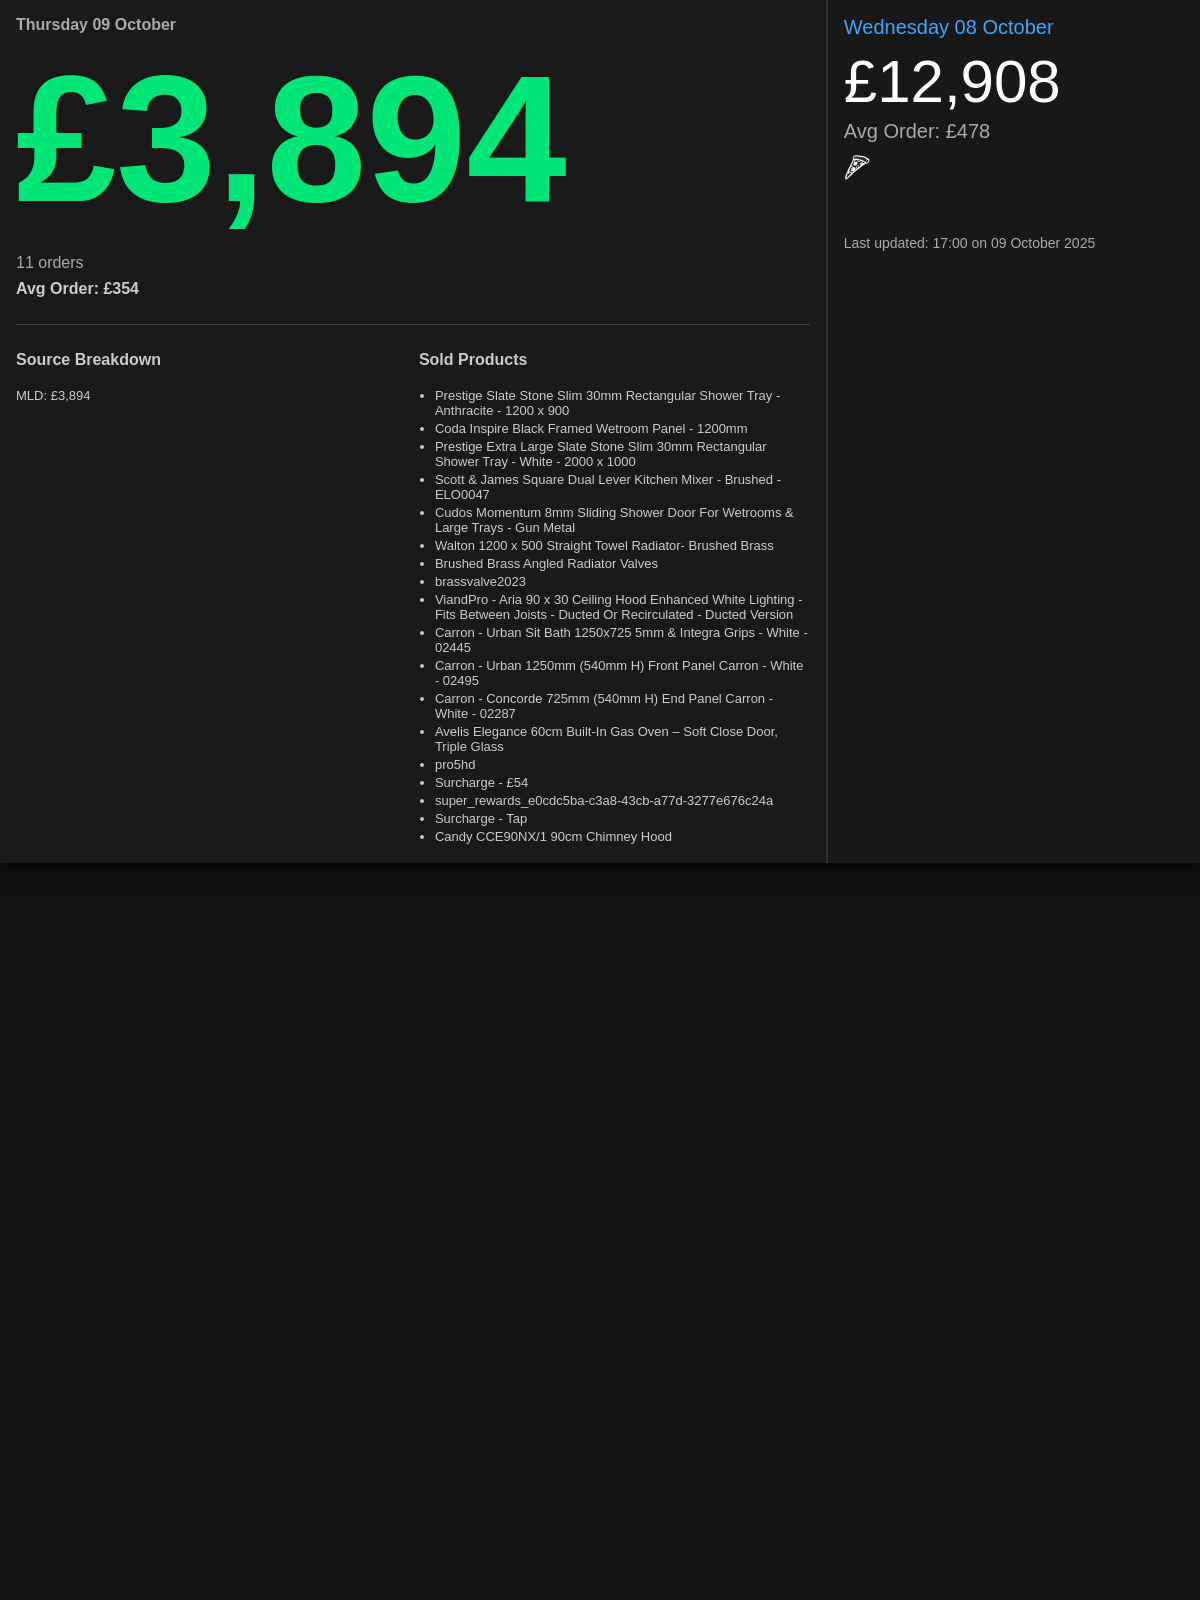 Thursday 09 October
£3,894
11 orders
Avg Order: £354
Source Breakdown
MLD: £3,894
Sold Products
• Prestige Slate Stone Slim 30mm Rectangular Shower Tray -
Anthracite - 1200 x 900
• Coda Inspire Black Framed Wetroom Panel - 1200mm
• Prestige Extra Large Slate Stone Slim 30mm Rectangular
Shower Tray - White - 2000 x 1000
• Scott & James Square Dual Lever Kitchen Mixer - Brushed -
ELO0047
• Cudos Momentum 8mm Sliding Shower Door For Wetrooms &
Large Trays - Gun Metal
• Walton 1200 x 500 Straight Towel Radiator- Brushed Brass
• Brushed Brass Angled Radiator Valves
• brassvalve2023
• ViandPro - Aria 90 x 30 Ceiling Hood Enhanced White Lighting -
Fits Between Joists - Ducted Or Recirculated - Ducted Version
• Carron - Urban Sit Bath 1250x725 5mm & Integra Grips - White -
02445
• Carron - Urban 1250mm (540mm H) Front Panel Carron - White
- 02495
• Carron - Concorde 725mm (540mm H) End Panel Carron -
White - 02287
• Avelis Elegance 60cm Built-In Gas Oven – Soft Close Door,
Triple Glass
• pro5hd
• Surcharge - £54
• super_rewards_e0cdc5ba-c3a8-43cb-a77d-3277e676c24a
• Surcharge - Tap
• Candy CCE90NX/1 90cm Chimney Hood
Wednesday 08 October
£12,908
Avg Order: £478
🍕
Last updated: 17:00 on 09 October 2025